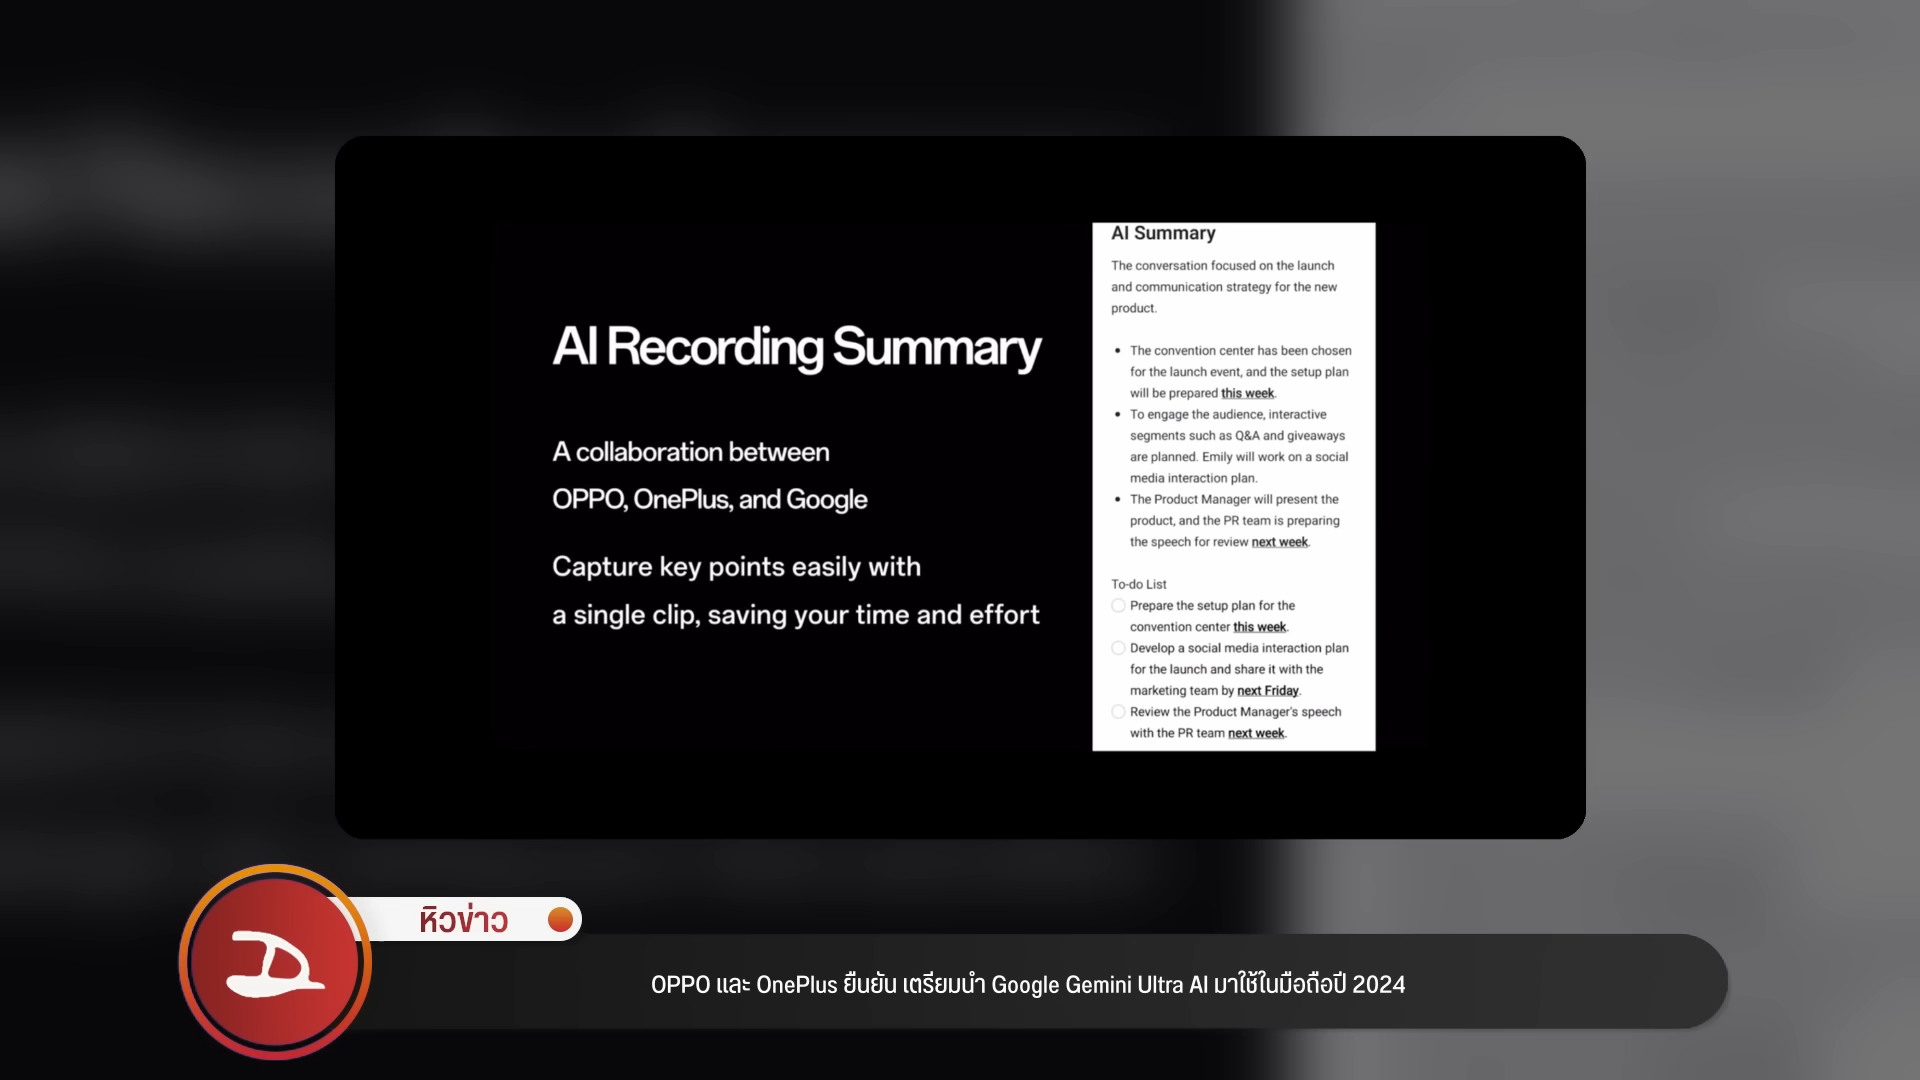 AI Recording Summary
A collaboration between
OPPO, OnePlus, and Google
Capture key points easily with
a single clip, saving your time and effort
AI Summary
The conversation focused on the launch
and communication strategy for the new
product.
• The convention center has been chosen
for the launch event, and the setup plan
will be prepared this week.
• To engage the audience, interactive
segments such as Q&A and giveaways
are planned. Emily will work on a social
media interaction plan.
• The Product Manager will present the
product, and the PR team is preparing
the speech for review next week.
To-do List
Prepare the setup plan for the
convention center this week.
Develop a social media interaction plan
for the launch and share it with the
marketing team by next Friday.
Review the Product Manager's speech
with the PR team next week.
หิวข่าว
OPPO และ OnePlus ยืนยัน เตรียมนำ Google Gemini Ultra AI มาใช้ในมือถือปี 2024